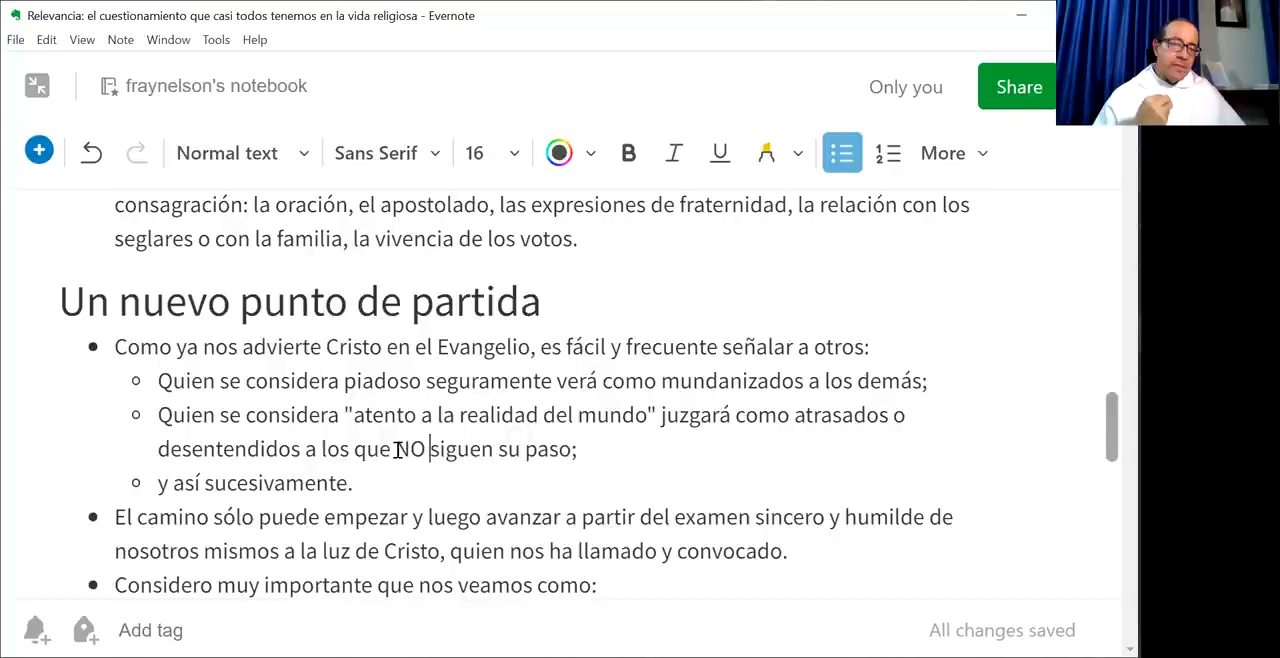 Relevancia: el cuestionamiento que casi todos tenemos en la vida religiosa - Evernote
File Edit View Note Window Tools Help
fraynelson's notebook Only you Share
Normal text Sans Serif 16 B I U More
consagración: la oración, el apostolado, las expresiones de fraternidad, la relación con los
seglares o con la familia, la vivencia de los votos.
Un nuevo punto de partida
• Como ya nos advierte Cristo en el Evangelio, es fácil y frecuente señalar a otros:
◦ Quien se considera piadoso seguramente verá como mundanizados a los demás;
◦ Quien se considera "atento a la realidad del mundo" juzgará como atrasados o
desentendidos a los que NO siguen su paso;
◦ y así sucesivamente.
• El camino sólo puede empezar y luego avanzar a partir del examen sincero y humilde de
nosotros mismos a la luz de Cristo, quien nos ha llamado y convocado.
• Considero muy importante que nos veamos como:
Add tag All changes saved